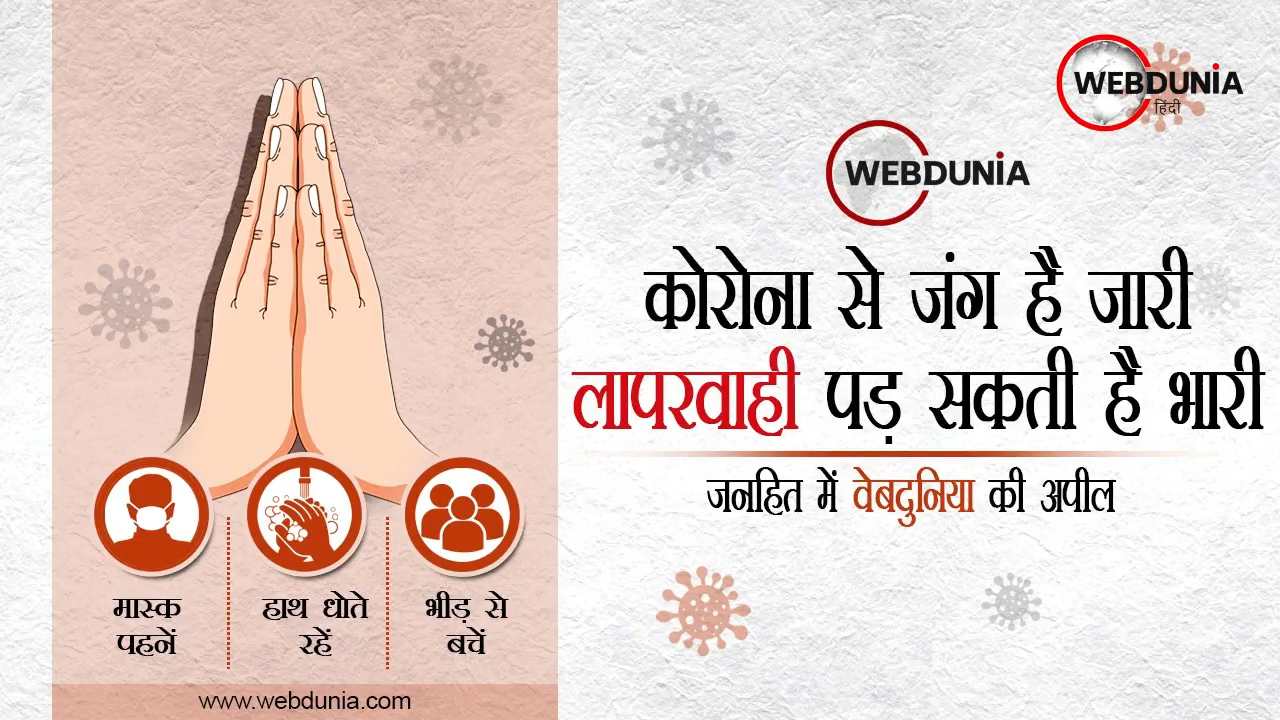 WEBDUNIA
हिंदी
WEBDUNIA
कोरोना से जंग है जारी
लापरवाही पड़ सकती है भारी
जनहित में वेबदुनिया की अपील
मास्क
पहनें
हाथ धोते
रहें
भीड़ से
बचें
www.webdunia.com